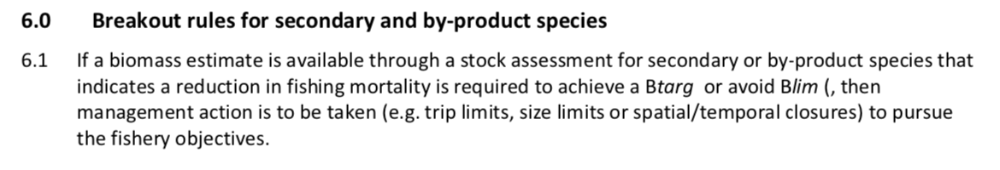 6.0 Breakout rules for secondary and by-product species
6.1 If a biomass estimate is available through a stock assessment for secondary or by-product species that
indicates a reduction in fishing mortality is required to achieve a Btarg or avoid Blim (, then
management action is to be taken (e.g. trip limits, size limits or spatial/temporal closures) to pursue
the fishery objectives.